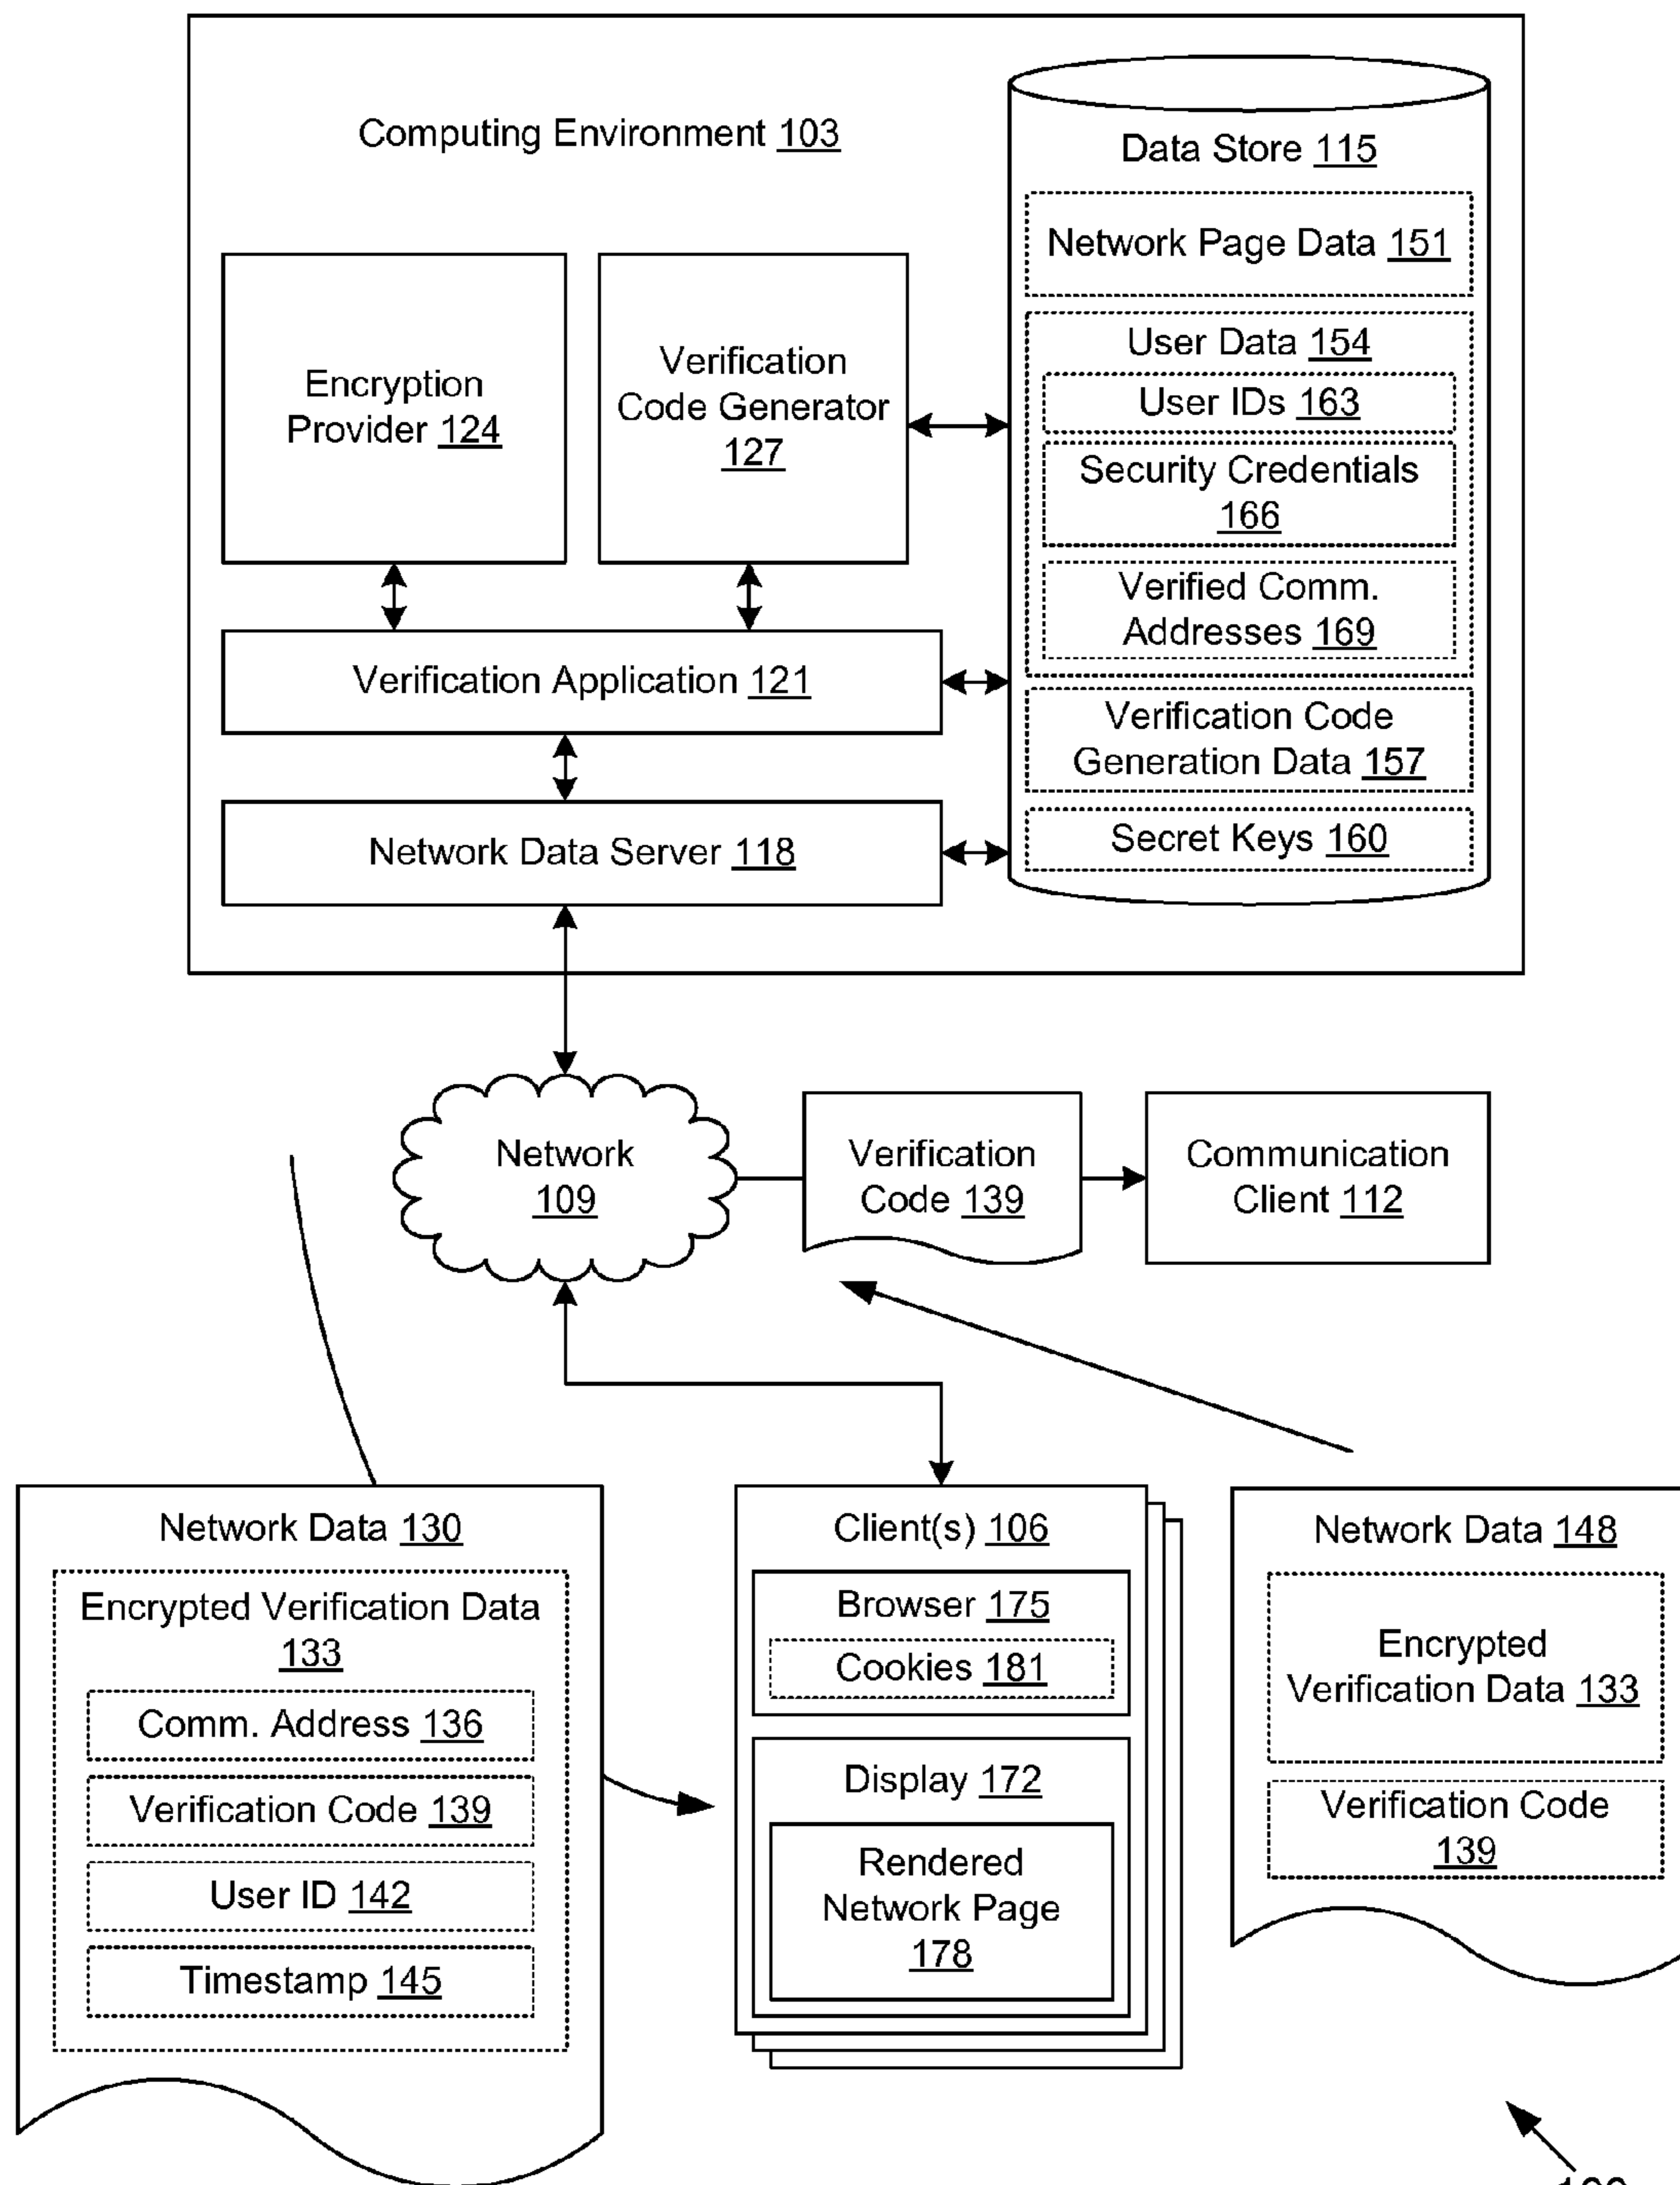 Computing Environment 103
Data Store 115
Network Page Data 151
User Data 154
User IDs 163
Security Credentials
166
Verified Comm.
Addresses 169
Verification Code
Generation Data 157
Secret Keys 160
Encryption
Provider 124
Verification
Code Generator
127
Verification Application 121
Network Data Server 118
Network
109
Verification
Code 139
Communication
Client 112
Network Data 130
Encrypted Verification Data
133
Comm. Address 136
Verification Code 139
User ID 142
Timestamp 145
Client(s) 106
Browser 175
Cookies 181
Display 172
Rendered
Network Page
178
Network Data 148
Encrypted
Verification Data 133
Verification Code
139